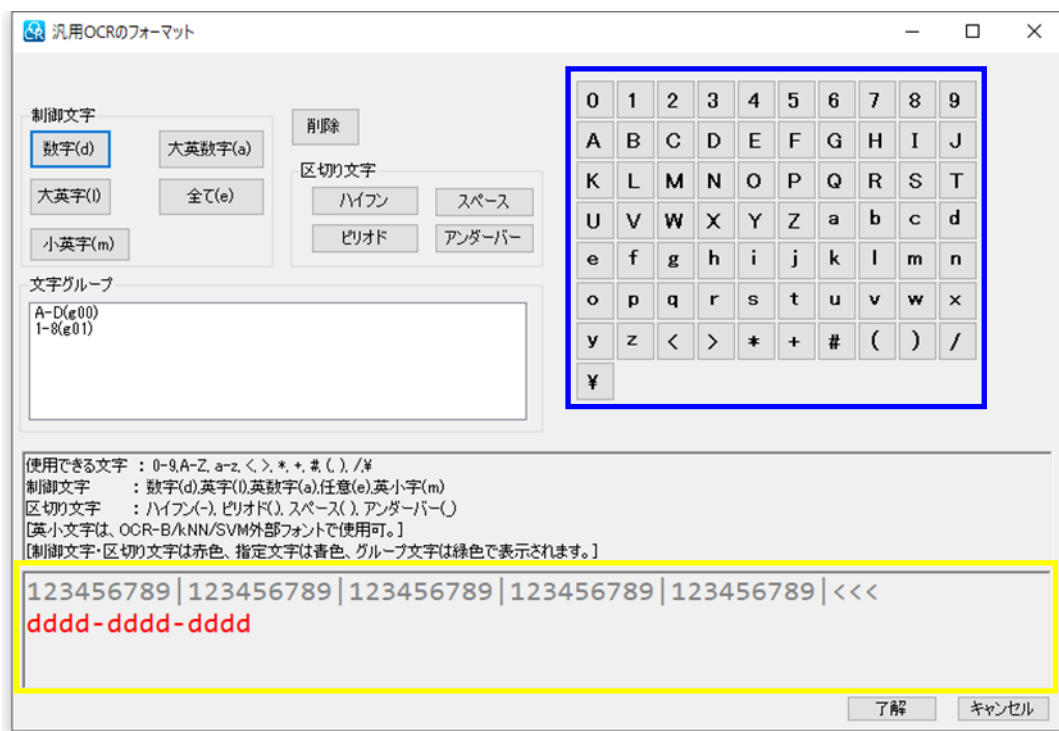 汎用OCRのフォーマット
制御文字
数字(d)
大英数字(a)
大英字(l)
全て(e)
小英字(m)
削除
区切り文字
ハイフン
スペース
ピリオド
アンダーバー
文字グループ
A-D(g00)
1-8(g01)
0 1 2 3 4 5 6 7 8 9
A B C D E F G H I J
K L M N O P Q R S T
U V W X Y Z a b c d
e f g h i j k l m n
o p q r s t u v w x
y z < > * + # ( ) /
¥
使用できる文字 : 0-9,A-Z, a-z, <, >, *, +, #, (, ), /¥
制御文字 : 数字(d),英字(l),英数字(a),任意(e),英小字(m)
区切り文字 : ハイフン(-), ピリオド(.), スペース( ), アンダーバー(_)
[英小文字は、OCR-B/kNN/SVM外部フォントで使用可。]
[制御文字・区切り文字は赤色、指定文字は青色、グループ文字は緑色で表示されます。]
123456789|123456789|123456789|123456789|123456789|<<<
dddd-dddd-dddd
了解
キャンセル